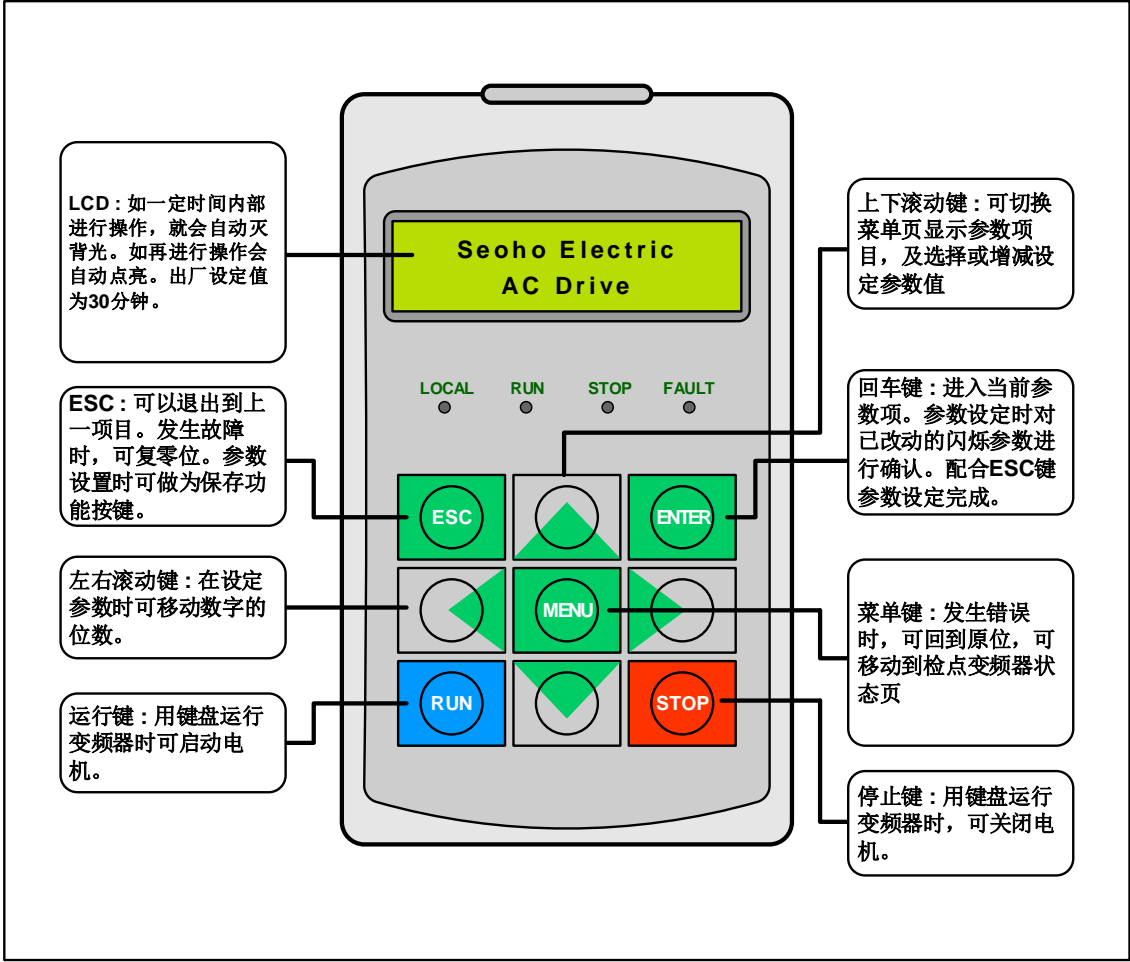 LCD：如一定时间内部
进行操作，就会自动灭
背光。如再进行操作会
自动点亮。出厂设定值
为30分钟。
ESC：可以退出到上
一项目。发生故障
时，可复零位。参数
设置时可做为保存功
能按键。
左右滚动键：在设定
参数时可移动数字的
位数。
运行键：用键盘运行
变频器时可启动电
机。
Seoho Electric
AC Drive
LOCAL RUN STOP FAULT
ESC ENTER
MENU
RUN STOP
上下滚动键：可切换
菜单页显示参数项
目，及选择或增减设
定参数值
回车键：进入当前参
数项。参数设定时对
已改动的闪烁参数进
行确认。配合ESC键
参数设定完成。
菜单键：发生错误
时，可回到原位，可
移动到检点变频器状
态页
停止键：用键盘运行
变频器时，可关闭电
机。